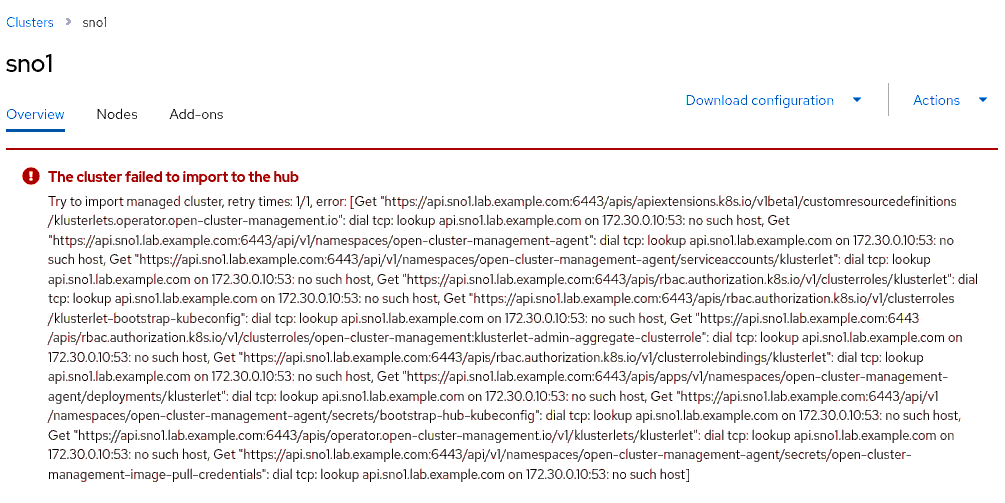 Clusters > sno1
sno1
Download configuration Actions
Overview Nodes Add-ons
The cluster failed to import to the hub
Try to import managed cluster, retry times: 1/1, error: [Get "https://api.sno1.lab.example.com:6443/apis/apiextensions.k8s.io/v1beta1/customresourcedefinitions
/klusterlets.operator.open-cluster-management.io": dial tcp: lookup api.sno1.lab.example.com on 172.30.0.10:53: no such host, Get
"https://api.sno1.lab.example.com:6443/api/v1/namespaces/open-cluster-management-agent": dial tcp: lookup api.sno1.lab.example.com on 172.30.0.10:53: no
such host, Get "https://api.sno1.lab.example.com:6443/api/v1/namespaces/open-cluster-management-agent/serviceaccounts/klusterlet": dial tcp: lookup
api.sno1.lab.example.com on 172.30.0.10:53: no such host, Get "https://api.sno1.lab.example.com:6443/apis/rbac.authorization.k8s.io/v1/clusterroles/klusterlet": dial
tcp: lookup api.sno1.lab.example.com on 172.30.0.10:53: no such host, Get "https://api.sno1.lab.example.com:6443/apis/rbac.authorization.k8s.io/v1/clusterroles
/klusterlet-bootstrap-kubeconfig": dial tcp: lookup api.sno1.lab.example.com on 172.30.0.10:53: no such host, Get "https://api.sno1.lab.example.com:6443
/apis/rbac.authorization.k8s.io/v1/clusterroles/open-cluster-management:klusterlet-admin-aggregate-clusterrole": dial tcp: lookup api.sno1.lab.example.com on
172.30.0.10:53: no such host, Get "https://api.sno1.lab.example.com:6443/apis/rbac.authorization.k8s.io/v1/clusterrolebindings/klusterlet": dial tcp: lookup
api.sno1.lab.example.com on 172.30.0.10:53: no such host, Get "https://api.sno1.lab.example.com:6443/apis/apps/v1/namespaces/open-cluster-management-
agent/deployments/klusterlet": dial tcp: lookup api.sno1.lab.example.com on 172.30.0.10:53: no such host, Get "https://api.sno1.lab.example.com:6443/api/v1
/namespaces/open-cluster-management-agent/secrets/bootstrap-hub-kubeconfig": dial tcp: lookup api.sno1.lab.example.com on 172.30.0.10:53: no such host,
Get "https://api.sno1.lab.example.com:6443/apis/operator.open-cluster-management.io/v1/klusterlets/klusterlet": dial tcp: lookup api.sno1.lab.example.com on
172.30.0.10:53: no such host, Get "https://api.sno1.lab.example.com:6443/api/v1/namespaces/open-cluster-management-agent/secrets/open-cluster-
management-image-pull-credentials": dial tcp: lookup api.sno1.lab.example.com on 172.30.0.10:53: no such host]